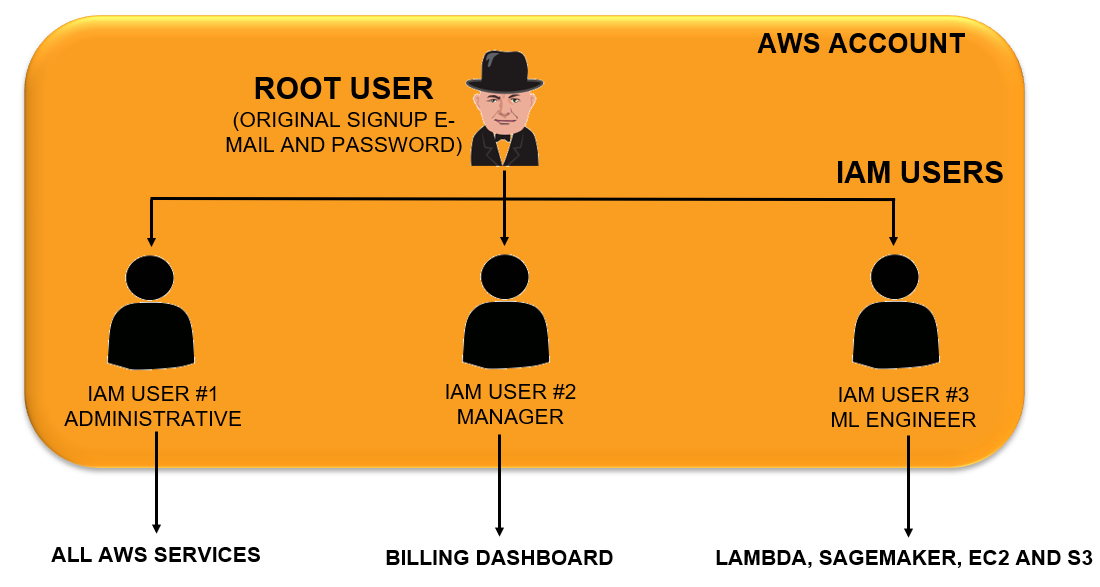 AWS ACCOUNT
ROOT USER
(ORIGINAL SIGNUP E-
MAIL AND PASSWORD)
IAM USERS
IAM USER #1
ADMINISTRATIVE
IAM USER #2
MANAGER
IAM USER #3
ML ENGINEER
ALL AWS SERVICES
BILLING DASHBOARD
LAMBDA, SAGEMAKER, EC2 AND S3